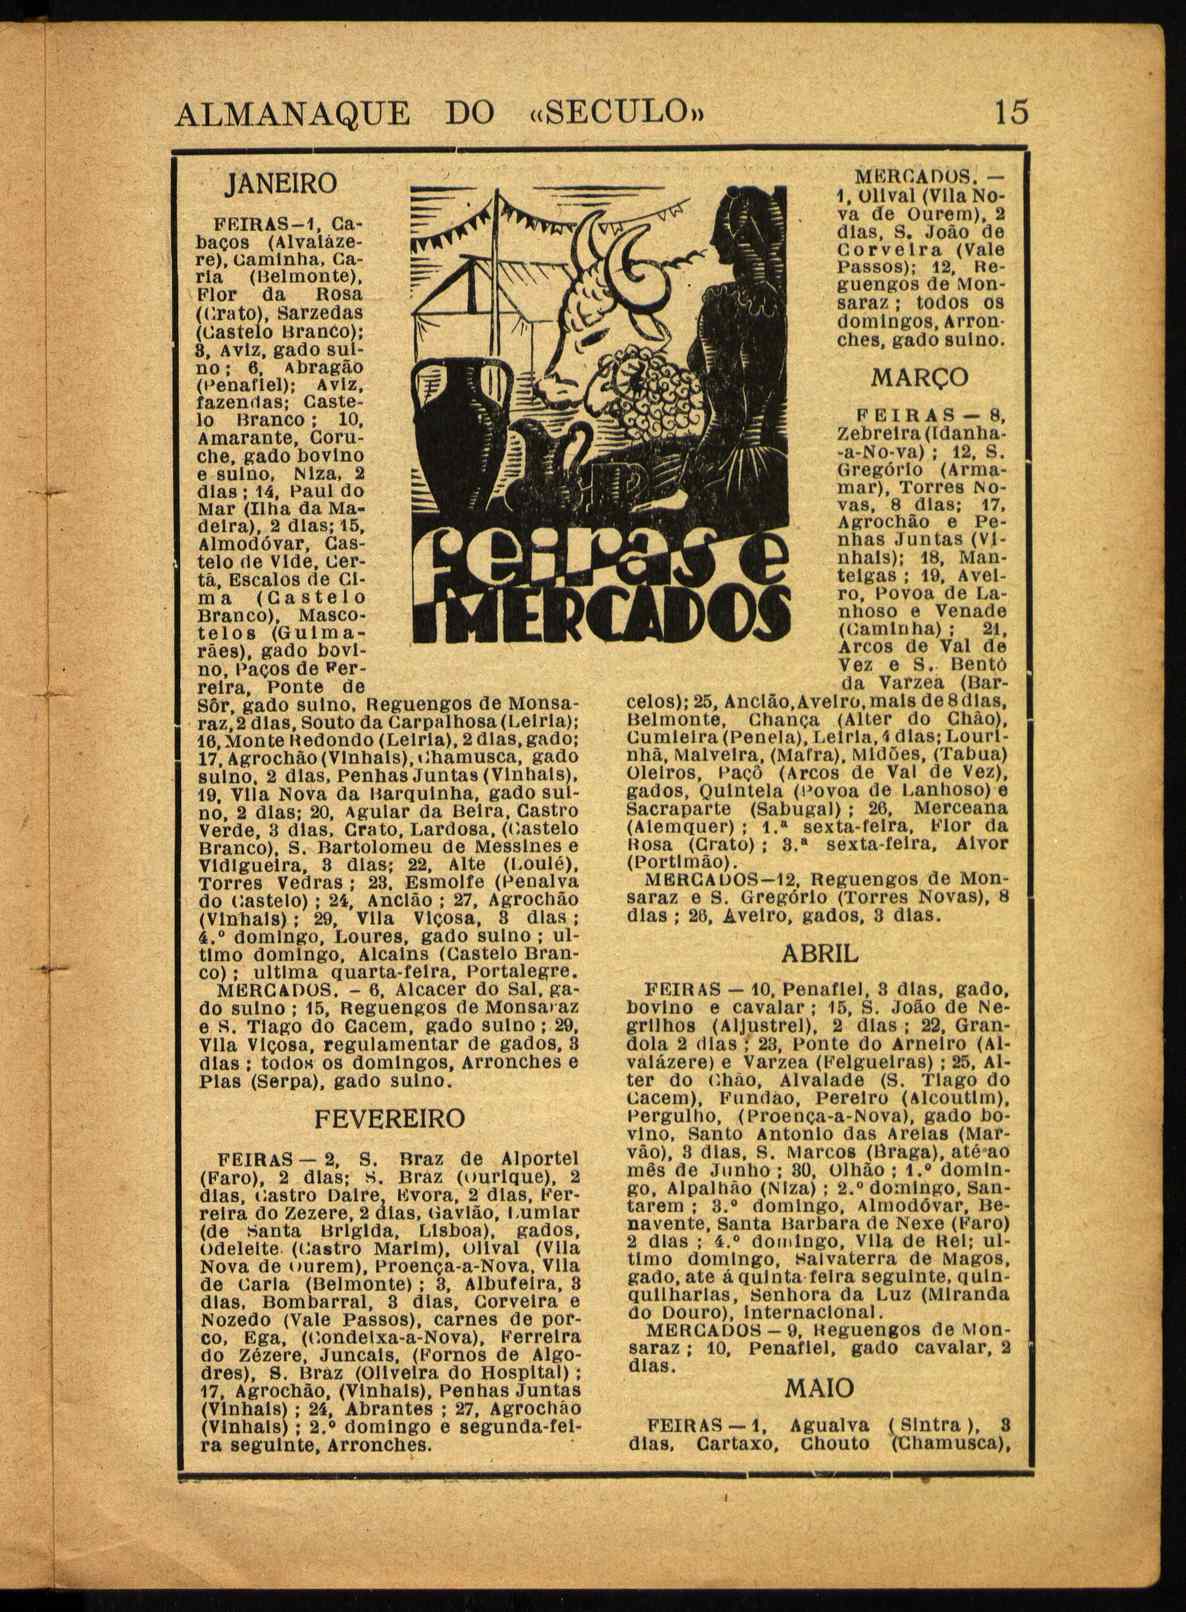 ALMANAQUE DO «SECULO» 15
JANEIRO
FEIRAS—1, Ca-
baços (Alvaiáze-
re), Caminha, Ca-
ria (Belmonte),
Flor da Rosa
(Crato), Sarzedas
(Castelo Branco);
3, Aviz, gado sui-
no; 6, Abragão
(Penafiel); Aviz,
fazendas; Caste-
lo Branco; 10,
Amarante, Coru-
che, gado bovino
e suino, Niza, 2
dias; 14, Paul do
Mar (Ilha da Ma-
deira), 2 dias; 15,
Almodóvar, Cas-
telo de Vide, Cer-
tã, Escalos de Ci-
ma (Castelo
Branco), Masco-
telos (Guima-
rães), gado bovi-
no, Paços de Fer-
reira, Ponte de
Sôr, gado suino, Reguengos de Monsa-
raz, 2 dias, Souto da Carpalhosa (Leiria);
16, Monte Redondo (Leiria), 2 dias, gado;
17, Agrochão (Vinhais), Chamusca, gado
suino, 2 dias, Penhas Juntas (Vinhais),
19, Vila Nova da Barquinha, gado sui-
no, 2 dias; 20, Aguiar da Beira, Castro
Verde, 3 dias, Crato, Lardosa, (Castelo
Branco), S. Bartolomeu de Messines e
Vidigueira, 3 dias; 22, Alte (Loulé),
Torres Vedras; 23, Esmolfe (Penalva
do Castelo); 24, Ancião; 27, Agrochão
(Vinhais); 29, Vila Viçosa, 3 dias;
4.º domingo, Loures, gado suino; ul-
timo domingo, Alcains (Castelo Bran-
co); ultima quarta-feira, Portalegre.
MERCADOS. - 6, Alcacer do Sal, ga-
do suino; 15, Reguengos de Monsaraz
e S. Tiago do Cacem, gado suino; 29,
Vila Viçosa, regulamentar de gados, 3
dias; todos os domingos, Arronches e
Pias (Serpa), gado suino.
FEVEREIRO
FEIRAS—2, S. Braz de Alportel
(Faro), 2 dias; S. Braz (Ourique), 2
dias, Castro Daire, Evora, 2 dias, Fer-
reira do Zezere, 2 dias, Gavião, Lumiar
(de Santa Brigida, Lisboa), gados,
Odeleite (Castro Marim), Olival (Vila
Nova de Ourem), Proença-a-Nova, Vila
de Caria (Belmonte); 3, Albufeira, 3
dias, Bombarral, 3 dias, Corveira e
Nozedo (Vale Passos), carnes de por-
co, Ega, (Condeixa-a-Nova), Ferreira
do Zézere, Juncais, (Fornos de Algo-
dres), S. Braz (Oliveira do Hospital);
17, Agrochão, (Vinhais), Penhas Juntas
(Vinhais); 24, Abrantes; 27, Agrochão
(Vinhais); 2.º domingo e segunda-fei-
ra seguinte, Arronches.
feiras e
MERCADOS
MERCADOS. —
1, Olival (Vila No-
va de Ourem), 2
dias, S. João de
Corveira (Vale
Passos); 12, Re-
guengos de Mon-
saraz; todos os
domingos, Arron-
ches, gado suino.
MARÇO
FEIRAS—8,
Zebreira (Idanha-
-a-No-va); 12, S.
Gregório (Arma-
mar), Torres No-
vas, 8 dias; 17,
Agrochão e Pe-
nhas Juntas (Vi-
nhais); 18, Man-
teigas; 19, Avei-
ro, Povoa de La-
nhoso e Venade
(Caminha); 21,
Arcos de Val de
Vez e S. Bento
da Varzea (Bar-
celos); 25, Ancião, Aveiro, mais de 8 dias,
Belmonte, Chança (Alter do Chão),
Cumieira (Penela), Leiria, 4 dias; Louri-
nhã, Malveira, (Mafra), Midões, (Tabua)
Oleiros, Paçô (Arcos de Val de Vez),
gados, Quintela (Povoa de Lanhoso) e
Sacraparte (Sabugal); 26, Merceana
(Alemquer); 1.ª sexta-feira, Flor da
Rosa (Crato); 3.ª sexta-feira, Alvor
(Portimão).
MERCADOS—12, Reguengos de Mon-
saraz e S. Gregório (Torres Novas), 8
dias; 26, Aveiro, gados, 3 dias.
ABRIL
FEIRAS — 10, Penafiel, 3 dias, gado,
bovino e cavalar; 15, S. João de Ne-
grilhos (Aljustrel), 2 dias; 22, Gran-
dola 2 dias; 23, Ponte do Arneiro (Al-
vaiázere) e Varzea (Felgueiras); 25, Al-
ter do Chão, Alvalade (S. Tiago do
Cacem), Fundão, Pereiro (Alcoutim),
Pergulho, (Proença-a-Nova), gado bo-
vino, Santo Antonio das Areias (Mar-
vão), 3 dias, S. Marcos (Braga), até ao
mês de Junho; 30, Olhão; 1.º domin-
go, Alpalhão (Niza); 2.º domingo, San-
tarem; 3.º domingo, Almodóvar, Be-
navente, Santa Barbara de Nexe (Faro)
2 dias; 4.º domingo, Vila de Rei; ul-
timo domingo, Salvaterra de Magos,
gado, ate á quinta-feira seguinte, quin-
quilharias, Senhora da Luz (Miranda
do Douro), internacional.
MERCADOS — 9, Reguengos de Mon-
saraz; 10, Penafiel, gado cavalar, 2
dias.
MAIO
FEIRAS—1, Agualva (Sintra), 3
dias, Cartaxo, Chouto (Chamusca),